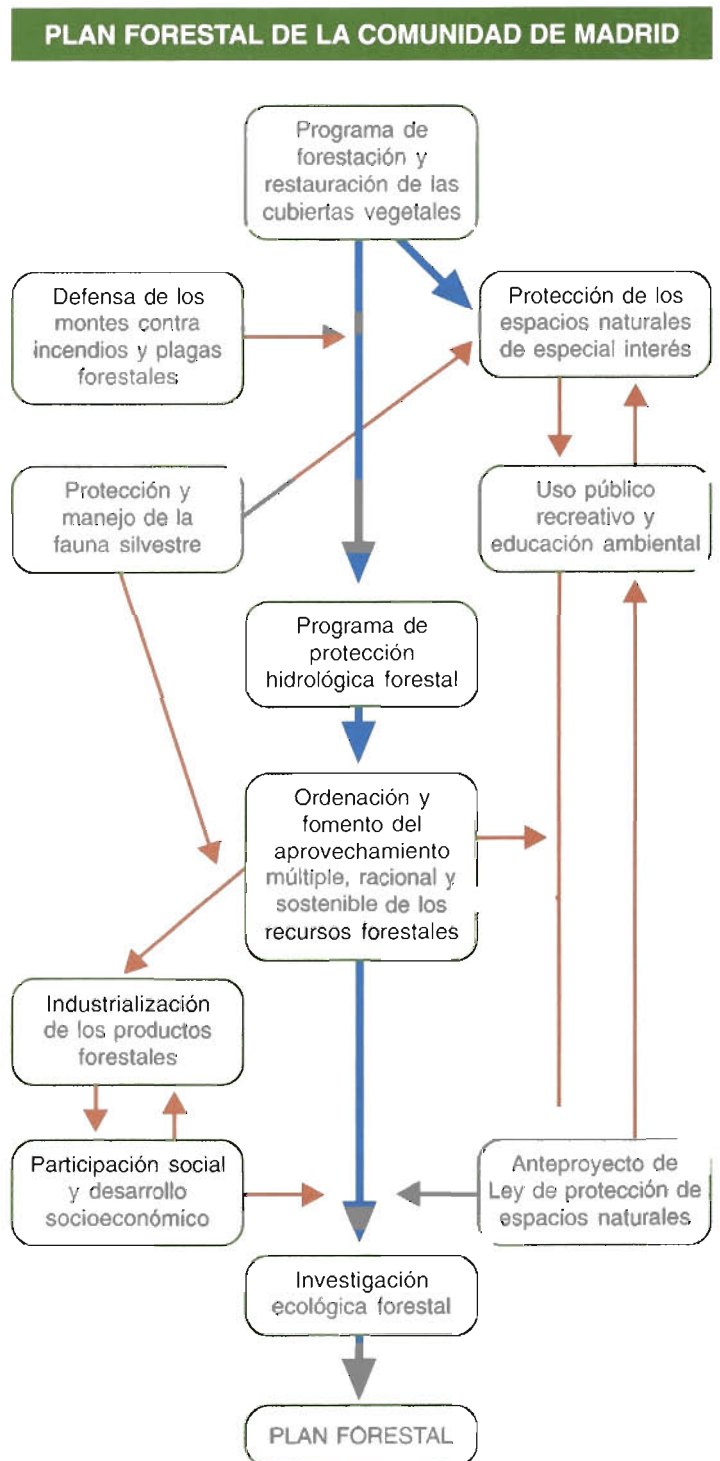 PLAN FORESTAL DE LA COMUNIDAD DE MADRID
Programa de
forestación y
restauración de las
cubiertas vegetales
Defensa de los
montes contra
incendios y plagas
forestales
Protección de los
espacios naturales
de especial interés
Protección y
manejo de la
fauna silvestre
Uso público
recreativo y
educación ambiental
Programa de
protección
hidrológica forestal
Ordenación y
fomento del
aprovechamiento
múltiple, racional y
sostenible de los
recursos forestales
Industrialización
de los productos
forestales
Participación social
y desarrollo
socioeconómico
Anteproyecto de
Ley de protección de
espacios naturales
Investigación
ecológica forestal
PLAN FORESTAL